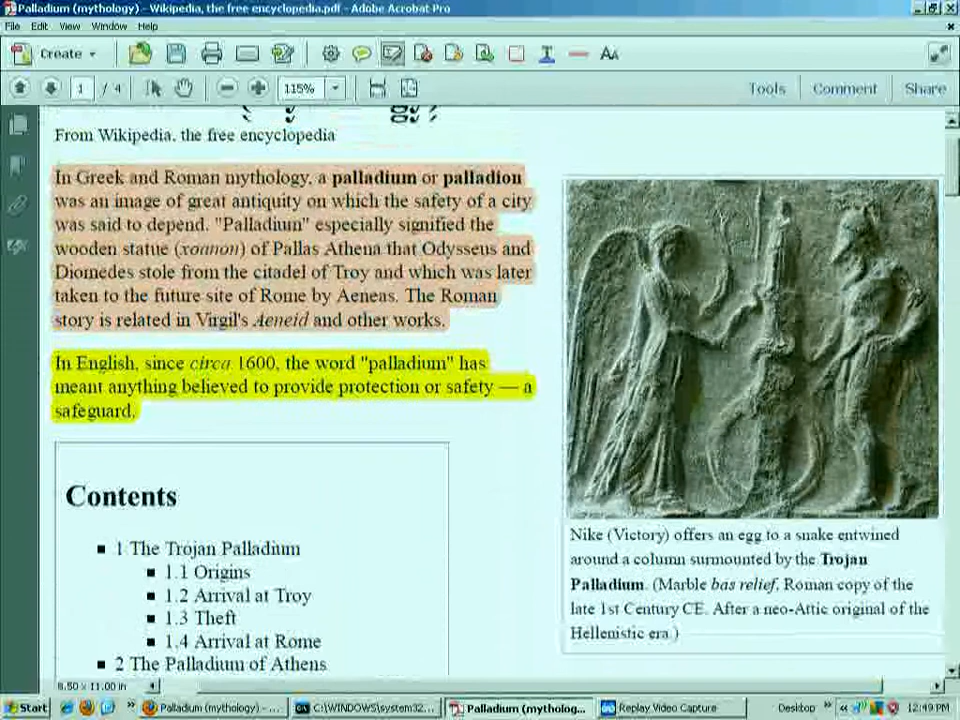 Palladium (mythology) - Wikipedia, the free encyclopedia.pdf - Adobe Acrobat Pro
File Edit View Window Help
Create
1 / 4 115% Tools Comment Share
From Wikipedia, the free encyclopedia
In Greek and Roman mythology, a palladium or palladion
was an image of great antiquity on which the safety of a city
was said to depend. "Palladium" especially signified the
wooden statue (xoanon) of Pallas Athena that Odysseus and
Diomedes stole from the citadel of Troy and which was later
taken to the future site of Rome by Aeneas. The Roman
story is related in Virgil's Aeneid and other works.
In English, since circa 1600, the word "palladium" has
meant anything believed to provide protection or safety — a
safeguard.
Contents
1 The Trojan Palladium
1.1 Origins
1.2 Arrival at Troy
1.3 Theft
1.4 Arrival at Rome
2 The Palladium of Athens
Nike (Victory) offers an egg to a snake entwined
around a column surmounted by the Trojan
Palladium. (Marble bas relief, Roman copy of the
late 1st Century CE. After a neo-Attic original of the
Hellenistic era.)
8.50 x 11.00 in
Start Palladium (mythology) - ... C:\WINDOWS\system32... Palladium (mytholog... Replay Video Capture Desktop 12:49 PM